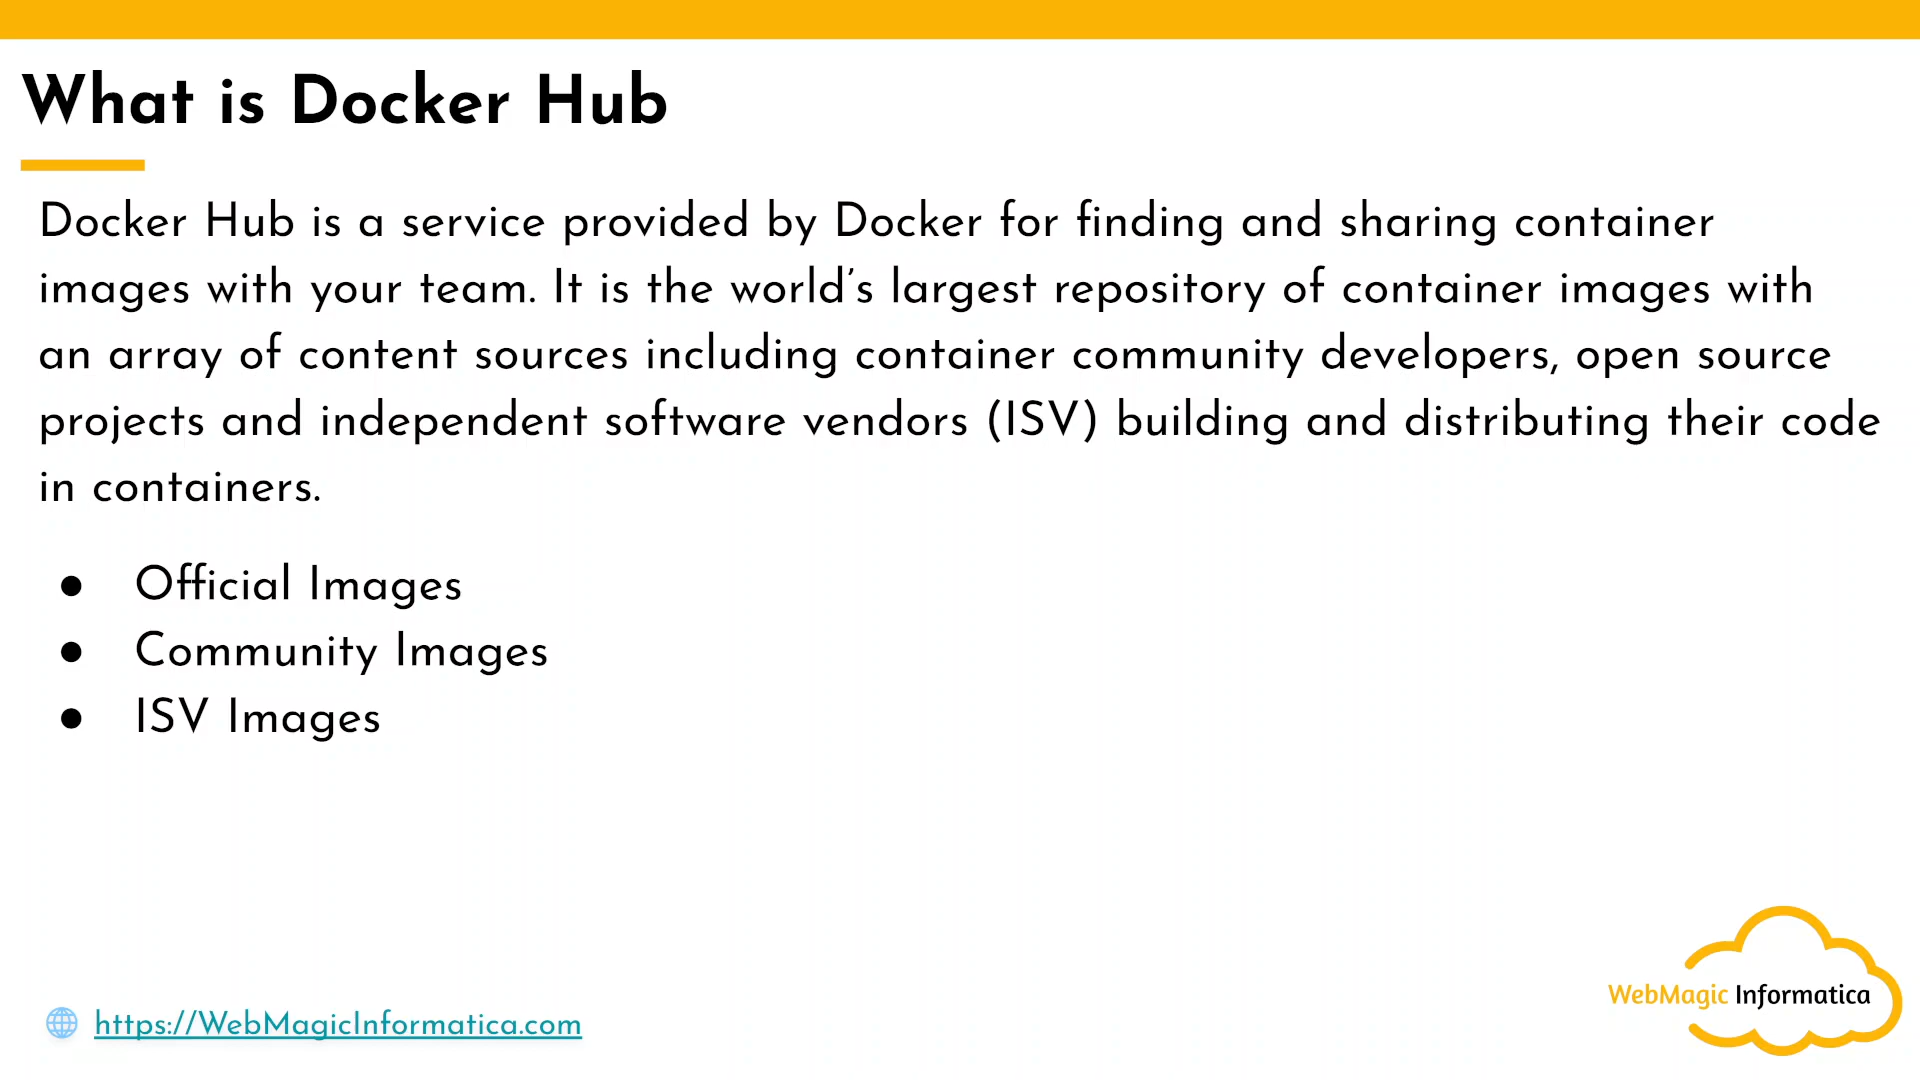 What is Docker Hub
Docker Hub is a service provided by Docker for finding and sharing container
images with your team. It is the world’s largest repository of container images with
an array of content sources including container community developers, open source
projects and independent software vendors (ISV) building and distributing their code
in containers.
● Official Images
● Community Images
● ISV Images
https://WebMagicInformatica.com
WebMagic Informatica